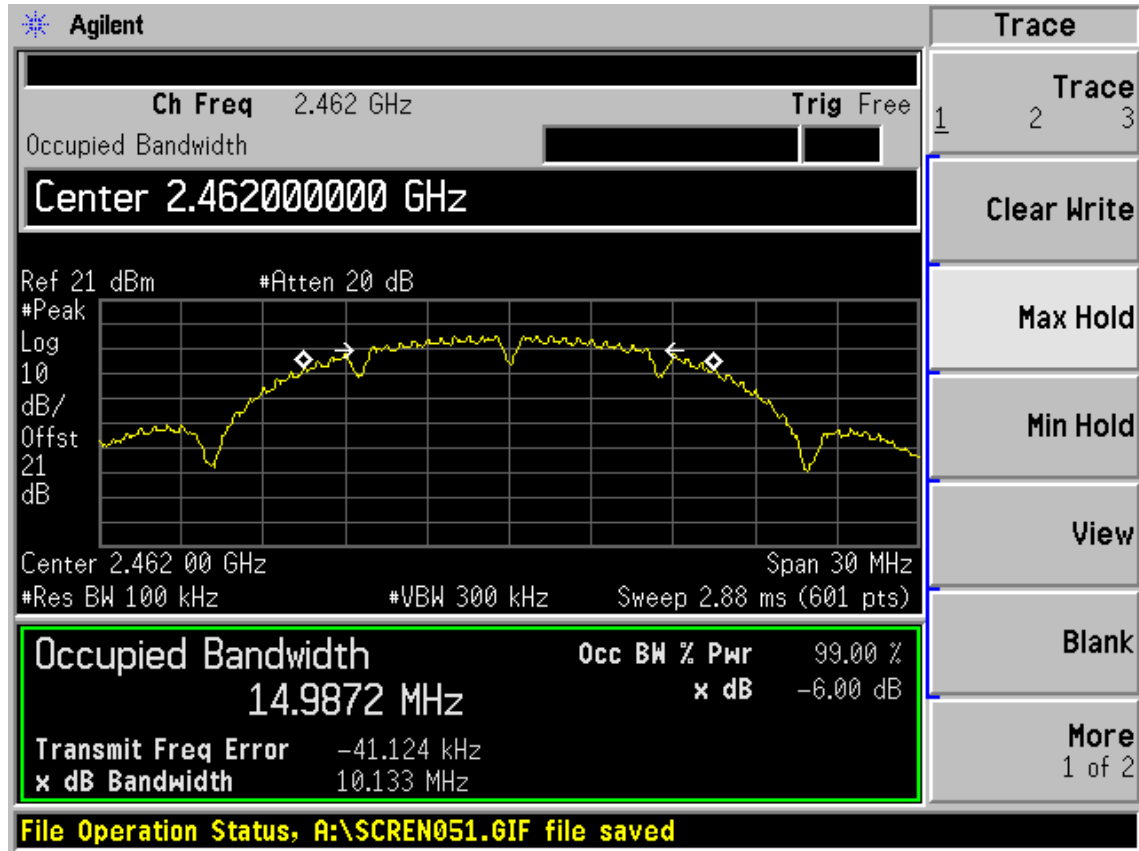 Agilent
Trace
Ch Freq 2.462 GHz Trig Free
Occupied Bandwidth
Center 2.462000000 GHz
Ref 21 dBm #Atten 20 dB
#Peak
Log
10
dB/
Offst
21
dB
Center 2.462 00 GHz Span 30 MHz
#Res BW 100 kHz #VBW 300 kHz Sweep 2.88 ms (601 pts)
Occupied Bandwidth
14.9872 MHz
Occ BW % Pwr 99.00 %
x dB -6.00 dB
Transmit Freq Error -41.124 kHz
x dB Bandwidth 10.133 MHz
File Operation Status, A:\SCREN051.GIF file saved
Trace
1 2 3
Clear Write
Max Hold
Min Hold
View
Blank
More
1 of 2